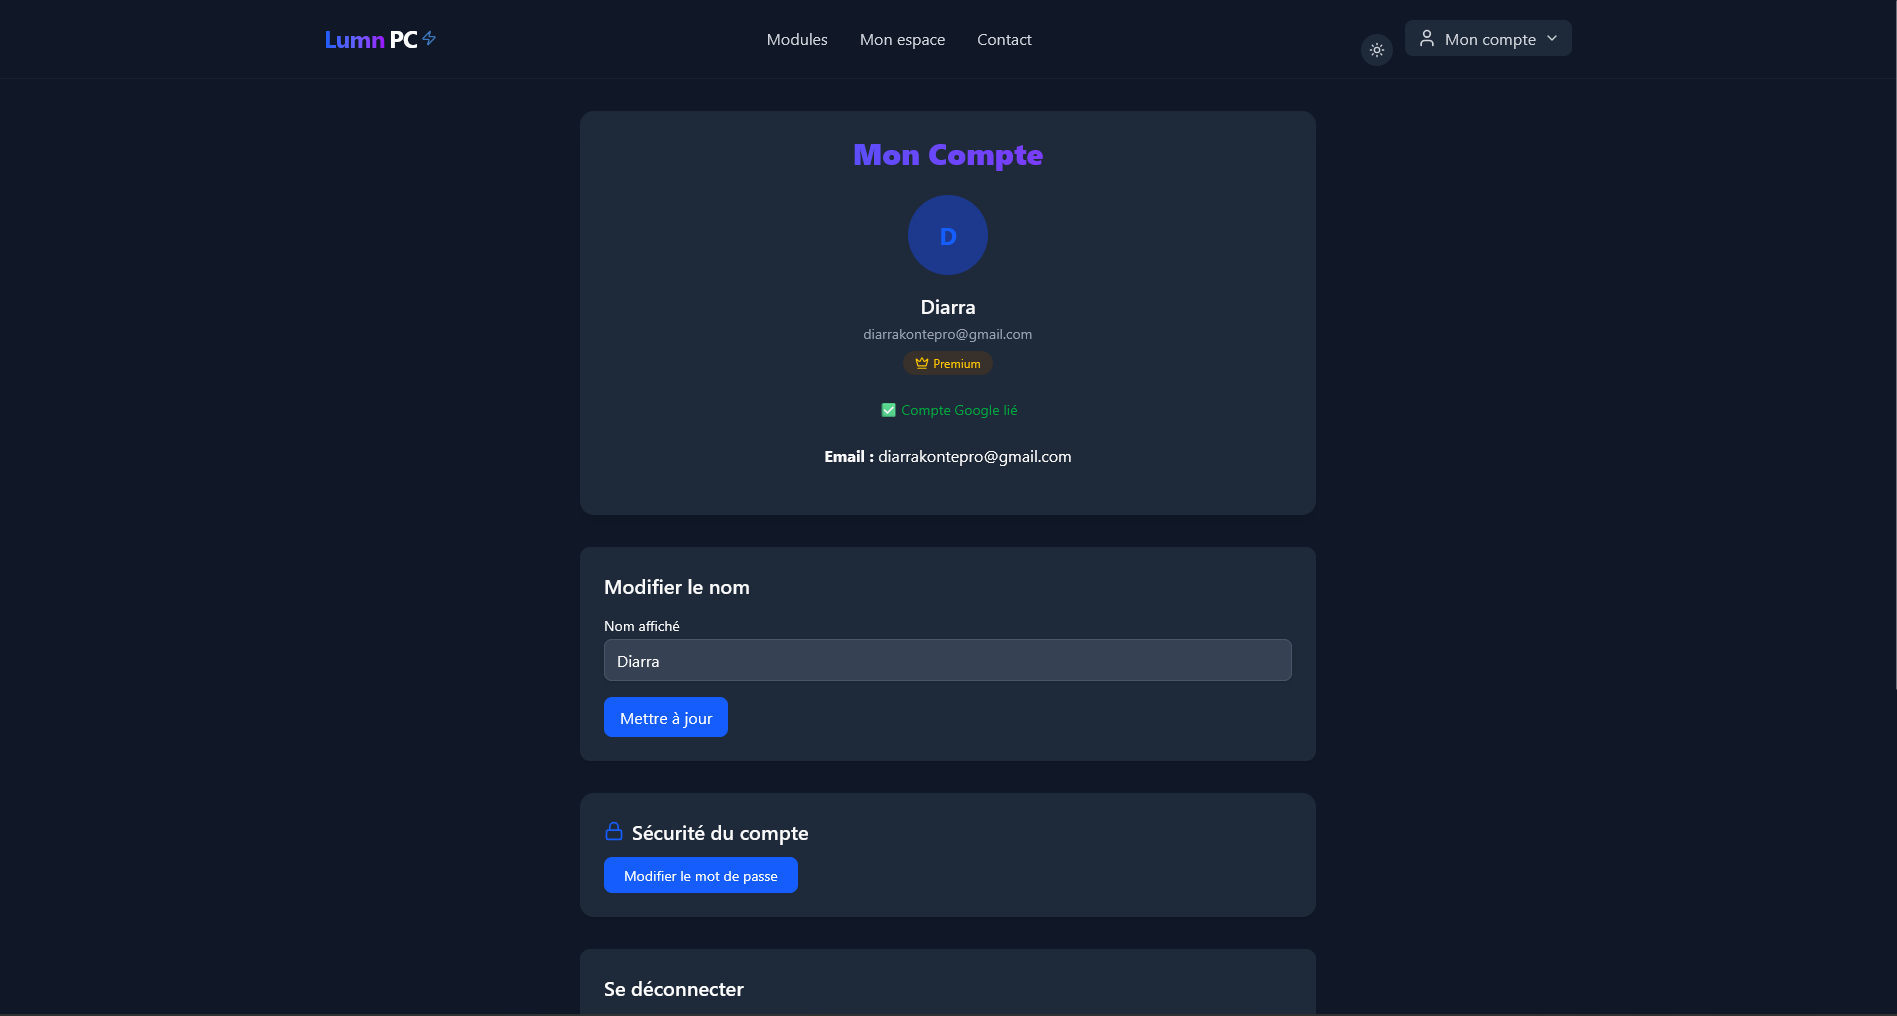 Lumn PC
Modules
Mon espace
Contact
Mon compte
Mon Compte
D
Diarra
diarrakontepro@gmail.com
Premium
Compte Google lié
Email : diarrakontepro@gmail.com
Modifier le nom
Nom affiché
Diarra
Mettre à jour
Sécurité du compte
Modifier le mot de passe
Se déconnecter